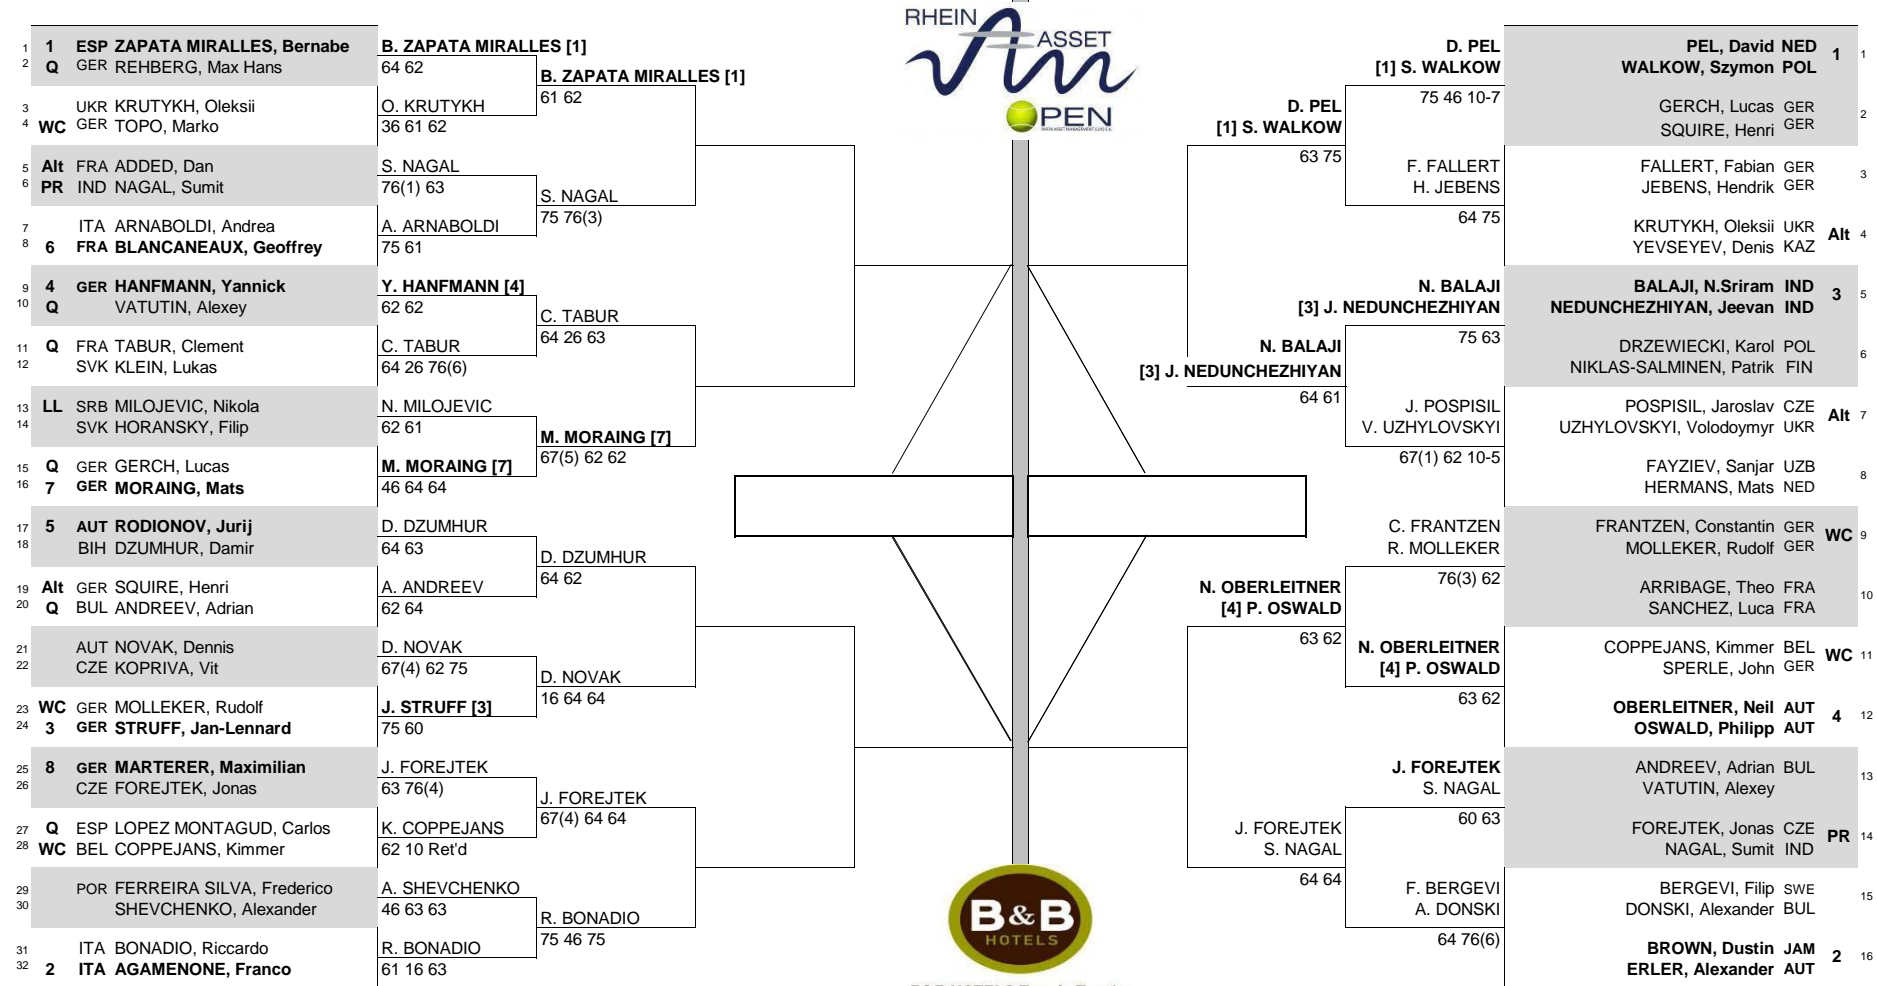 RHEIN
ASSET
OPEN
1 1 ESP ZAPATA MIRALLES, Bernabe
2 Q GER REHBERG, Max Hans
3 UKR KRUTYKH, Oleksii
4 WC GER TOPO, Marko
5 Alt FRA ADDED, Dan
6 PR IND NAGAL, Sumit
7 ITA ARNABOLDI, Andrea
8 6 FRA BLANCANEAUX, Geoffrey
9 4 GER HANFMANN, Yannick
10 Q VATUTIN, Alexey
11 Q FRA TABUR, Clement
12 SVK KLEIN, Lukas
13 LL SRB MILOJEVIC, Nikola
14 SVK HORANSKY, Filip
15 Q GER GERCH, Lucas
16 7 GER MORAING, Mats
17 5 AUT RODIONOV, Jurij
18 BIH DZUMHUR, Damir
19 Alt GER SQUIRE, Henri
20 Q BUL ANDREEV, Adrian
21 AUT NOVAK, Dennis
22 CZE KOPRIVA, Vit
23 WC GER MOLLEKER, Rudolf
24 3 GER STRUFF, Jan-Lennard
25 8 GER MARTERER, Maximilian
26 CZE FOREJTEK, Jonas
27 Q ESP LOPEZ MONTAGUD, Carlos
28 WC BEL COPPEJANS, Kimmer
29 POR FERREIRA SILVA, Frederico
30 SHEVCHENKO, Alexander
31 ITA BONADIO, Riccardo
32 2 ITA AGAMENONE, Franco
B. ZAPATA MIRALLES [1]
64 62
O. KRUTYKH
36 61 62
S. NAGAL
76(1) 63
A. ARNABOLDI
75 61
Y. HANFMANN [4]
62 62
C. TABUR
64 26 76(6)
N. MILOJEVIC
62 61
M. MORAING [7]
46 64 64
D. DZUMHUR
64 63
A. ANDREEV
62 64
D. NOVAK
67(4) 62 75
J. STRUFF [3]
75 60
J. FOREJTEK
63 76(4)
K. COPPEJANS
62 10 Ret'd
A. SHEVCHENKO
46 63 63
R. BONADIO
61 16 63
B. ZAPATA MIRALLES [1]
61 62
S. NAGAL
75 76(3)
C. TABUR
64 26 63
M. MORAING [7]
67(5) 62 62
D. DZUMHUR
64 62
D. NOVAK
16 64 64
J. FOREJTEK
67(4) 64 64
R. BONADIO
75 46 75
B&B
HOTELS
D. PEL
[1] S. WALKOW
63 75
N. BALAJI
[3] J. NEDUNCHEZHIYAN
64 61
N. OBERLEITNER
[4] P. OSWALD
63 62
J. FOREJTEK
S. NAGAL
64 64
D. PEL
[1] S. WALKOW
75 46 10-7
F. FALLERT
H. JEBENS
64 75
N. BALAJI
[3] J. NEDUNCHEZHIYAN
75 63
J. POSPISIL
V. UZHYLOVSKYI
67(1) 62 10-5
C. FRANTZEN
R. MOLLEKER
76(3) 62
N. OBERLEITNER
[4] P. OSWALD
63 62
J. FOREJTEK
S. NAGAL
60 63
F. BERGEVI
A. DONSKI
64 76(6)
PEL, David NED 1 1
WALKOW, Szymon POL
GERCH, Lucas GER 2
SQUIRE, Henri GER
FALLERT, Fabian GER 3
JEBENS, Hendrik GER
KRUTYKH, Oleksii UKR Alt 4
YEVSEYEV, Denis KAZ
BALAJI, N.Sriram IND 3 5
NEDUNCHEZHIYAN, Jeevan IND
DRZEWIECKI, Karol POL 6
NIKLAS-SALMINEN, Patrik FIN
POSPISIL, Jaroslav CZE Alt 7
UZHYLOVSKYI, Volodoymyr UKR
FAYZIEV, Sanjar UZB 8
HERMANS, Mats NED
FRANTZEN, Constantin GER WC 9
MOLLEKER, Rudolf GER
ARRIBAGE, Theo FRA 10
SANCHEZ, Luca FRA
COPPEJANS, Kimmer BEL WC 11
SPERLE, John GER
OBERLEITNER, Neil AUT 4 12
OSWALD, Philipp AUT
ANDREEV, Adrian BUL 13
VATUTIN, Alexey
FOREJTEK, Jonas CZE PR 14
NAGAL, Sumit IND
BERGEVI, Filip SWE 15
DONSKI, Alexander BUL
BROWN, Dustin JAM 2 16
ERLER, Alexander AUT